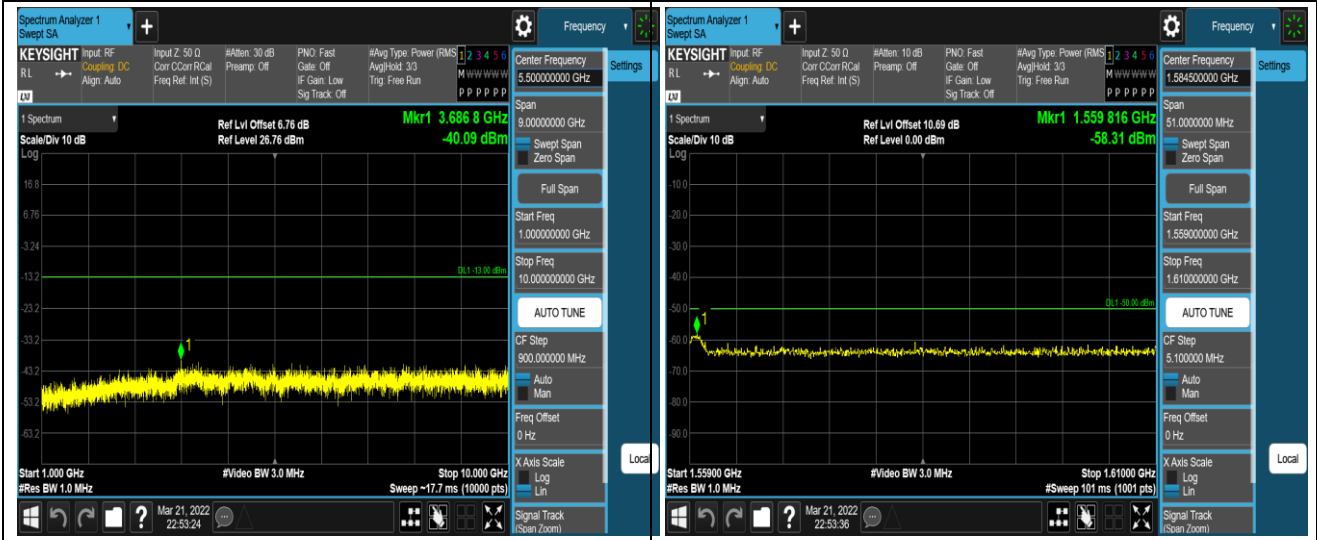 Spectrum Analyzer 1
Swept SA
+
Frequency
KEYSIGHT
RL
LXI
Input: RF
Coupling: DC
Align: Auto
Input Z: 50 Ω
Corr CCorr RCal
Freq Ref: Int (S)
#Atten: 30 dB
Preamp: Off
PNO: Fast
Gate: Off
IF Gain: Low
Sig Track: Off
#Avg Type: Power (RMS
Avg|Hold: 3/3
Trig: Free Run
1 2 3 4 5 6
M W W W W W
P P P P P P
Center Frequency
5.500000000 GHz
Settings
1 Spectrum
Scale/Div 10 dB
Log
Ref Lvl Offset 6.76 dB
Ref Level 26.76 dBm
Mkr1 3.686 8 GHz
-40.09 dBm
Span
9.00000000 GHz
Swept Span
Zero Span
Full Span
Start Freq
1.000000000 GHz
Stop Freq
10.000000000 GHz
AUTO TUNE
CF Step
900.000000 MHz
Auto
Man
Freq Offset
0 Hz
X Axis Scale
Log
Lin
Signal Track
(Span Zoom)
Local
16.8
6.76
-3.24
-13.2
-23.2
-33.2
-43.2
-53.2
-63.2
DL1 -13.00 dBm
1
Start 1.000 GHz
#Res BW 1.0 MHz
#Video BW 3.0 MHz
Stop 10.000 GHz
Sweep ~17.7 ms (10000 pts)
?
Mar 21, 2022
22:53:24
Spectrum Analyzer 1
Swept SA
+
Frequency
KEYSIGHT
RL
LXI
Input: RF
Coupling: DC
Align: Auto
Input Z: 50 Ω
Corr CCorr RCal
Freq Ref: Int (S)
#Atten: 10 dB
Preamp: Off
PNO: Fast
Gate: Off
IF Gain: Low
Sig Track: Off
#Avg Type: Power (RMS
Avg|Hold: 3/3
Trig: Free Run
1 2 3 4 5 6
M W W W W W
P P P P P P
Center Frequency
1.584500000 GHz
Settings
1 Spectrum
Scale/Div 10 dB
Log
Ref Lvl Offset 10.69 dB
Ref Level 0.00 dBm
Mkr1 1.559 816 GHz
-58.31 dBm
Span
51.0000000 MHz
Swept Span
Zero Span
Full Span
Start Freq
1.559000000 GHz
Stop Freq
1.610000000 GHz
AUTO TUNE
CF Step
5.100000 MHz
Auto
Man
Freq Offset
0 Hz
X Axis Scale
Log
Lin
Signal Track
(Span Zoom)
Local
-10.0
-20.0
-30.0
-40.0
-50.0
-60.0
-70.0
-80.0
-90.0
DL1 -50.00 dBm
1
Start 1.55900 GHz
#Res BW 1.0 MHz
#Video BW 3.0 MHz
Stop 1.61000 GHz
#Sweep 101 ms (1001 pts)
?
Mar 21, 2022
22:53:36